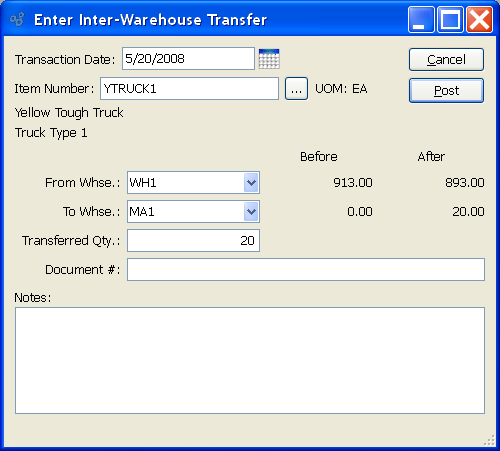 Enter Inter-Warehouse Transfer
Transaction Date: 5/20/2008
Cancel
Item Number: YTRUCK1 ... UOM: EA
Post
Yellow Tough Truck
Truck Type 1
Before After
From Whse.: WH1 913.00 893.00
To Whse.: MA1 0.00 20.00
Transferred Qty.: 20
Document #:
Notes: